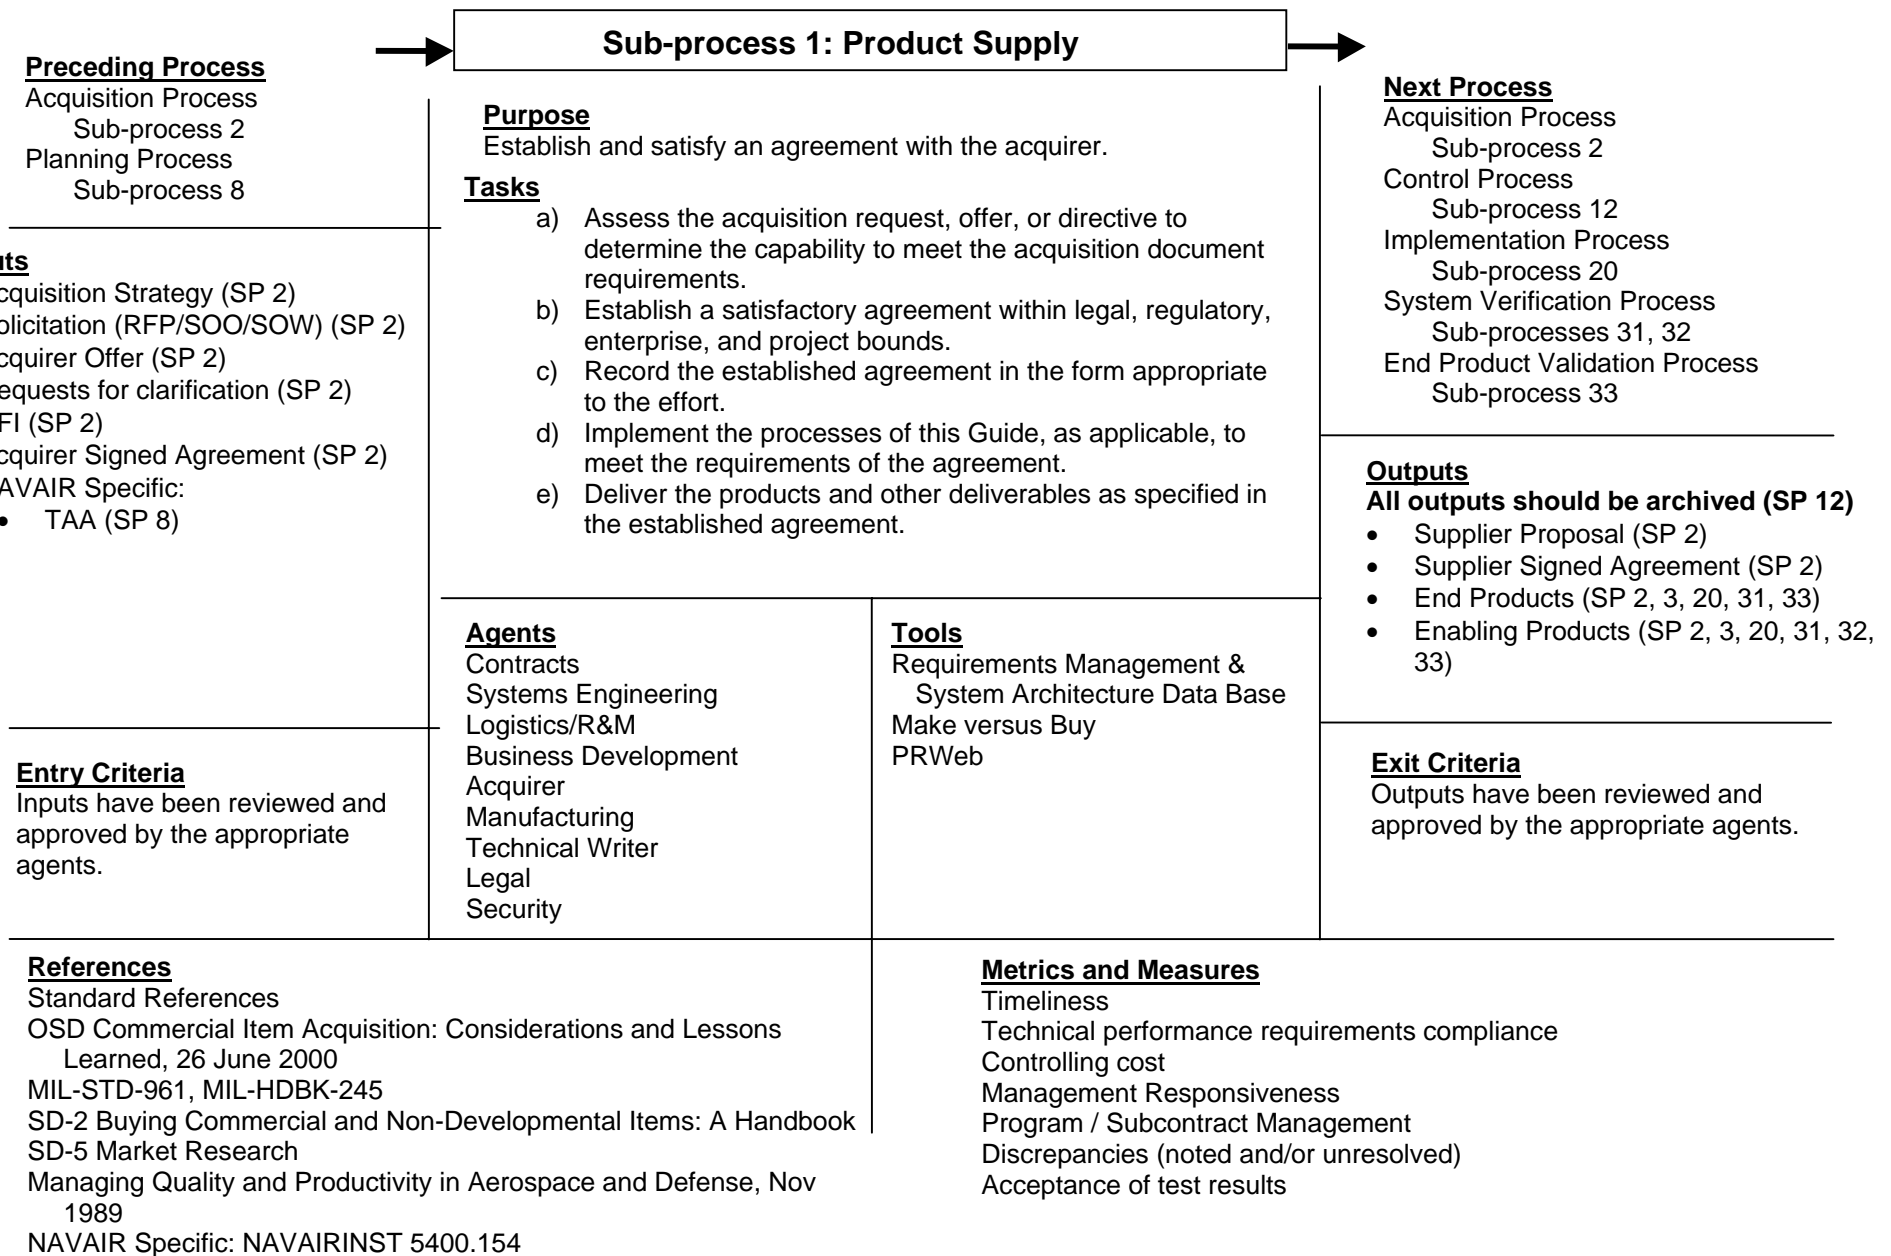 Sub-process 1: Product Supply
Preceding Process
Acquisition Process
Sub-process 2
Planning Process
Sub-process 8
uts
cquisition Strategy (SP 2)
olicitation (RFP/SOO/SOW) (SP 2)
cquirer Offer (SP 2)
equests for clarification (SP 2)
FI (SP 2)
cquirer Signed Agreement (SP 2)
AVAIR Specific:
• TAA (SP 8)
Entry Criteria
Inputs have been reviewed and
approved by the appropriate
agents.
Purpose
Establish and satisfy an agreement with the acquirer.
Tasks
a) Assess the acquisition request, offer, or directive to
determine the capability to meet the acquisition document
requirements.
b) Establish a satisfactory agreement within legal, regulatory,
enterprise, and project bounds.
c) Record the established agreement in the form appropriate
to the effort.
d) Implement the processes of this Guide, as applicable, to
meet the requirements of the agreement.
e) Deliver the products and other deliverables as specified in
the established agreement.
Agents
Contracts
Systems Engineering
Logistics/R&M
Business Development
Acquirer
Manufacturing
Technical Writer
Legal
Security
Tools
Requirements Management &
System Architecture Data Base
Make versus Buy
PRWeb
Next Process
Acquisition Process
Sub-process 2
Control Process
Sub-process 12
Implementation Process
Sub-process 20
System Verification Process
Sub-processes 31, 32
End Product Validation Process
Sub-process 33
Outputs
All outputs should be archived (SP 12)
• Supplier Proposal (SP 2)
• Supplier Signed Agreement (SP 2)
• End Products (SP 2, 3, 20, 31, 33)
• Enabling Products (SP 2, 3, 20, 31, 32,
33)
Exit Criteria
Outputs have been reviewed and
approved by the appropriate agents.
References
Standard References
OSD Commercial Item Acquisition: Considerations and Lessons
Learned, 26 June 2000
MIL-STD-961, MIL-HDBK-245
SD-2 Buying Commercial and Non-Developmental Items: A Handbook
SD-5 Market Research
Managing Quality and Productivity in Aerospace and Defense, Nov
1989
NAVAIR Specific: NAVAIRINST 5400.154
Metrics and Measures
Timeliness
Technical performance requirements compliance
Controlling cost
Management Responsiveness
Program / Subcontract Management
Discrepancies (noted and/or unresolved)
Acceptance of test results